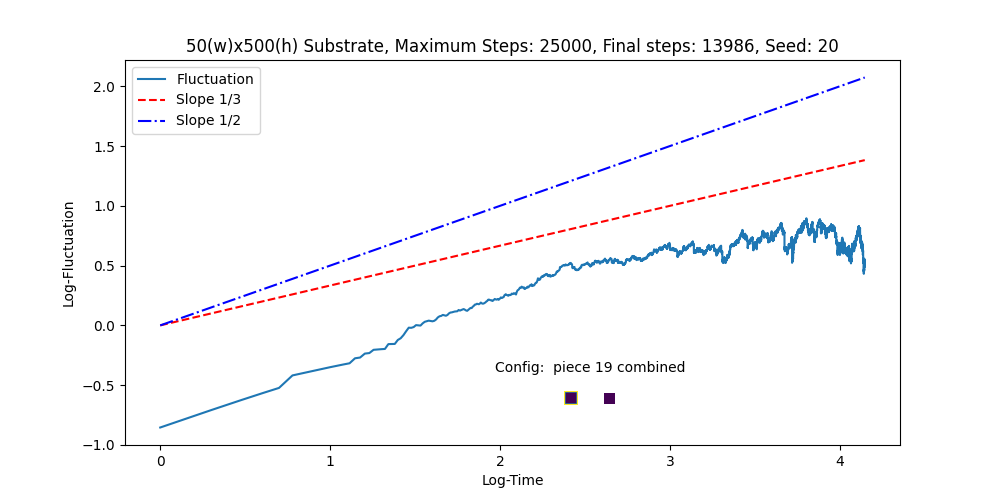 50(w)x500(h) Substrate, Maximum Steps: 25000, Final steps: 13986, Seed: 20
Fluctuation
Slope 1/3
Slope 1/2
Log-Fluctuation
2.0
1.5
1.0
0.5
0.0
−0.5
−1.0
Config:  piece 19 combined
0 1 2 3 4
Log-Time